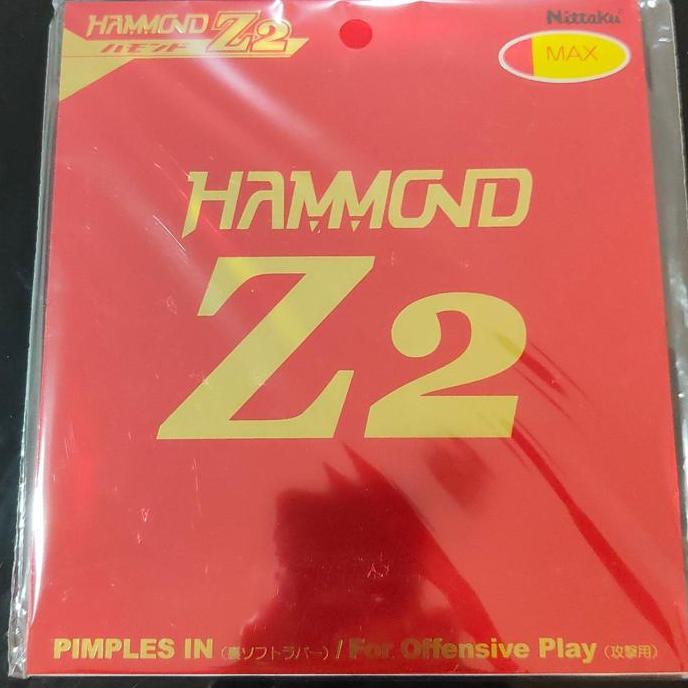 HAMMOND Z2
ハモンド
Nittaku
MAX
HAMMOND
Z2
PIMPLES IN (裏ソフトラバー) / For Offensive Play (攻撃用)